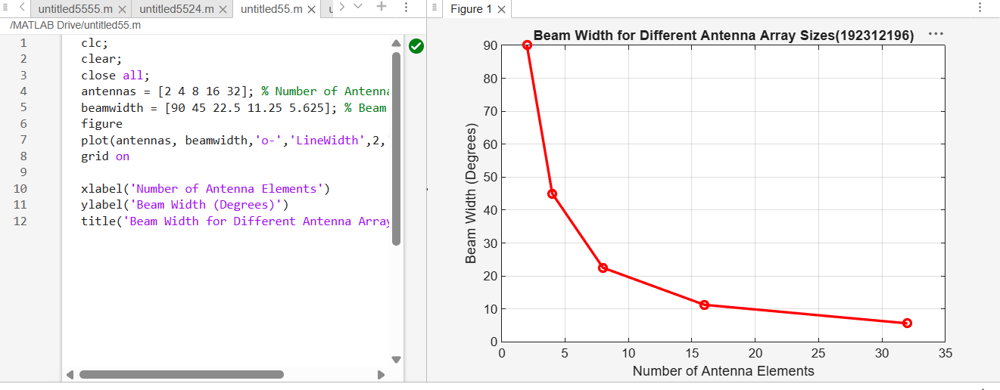 untitled5555.m
untitled5524.m
untitled55.m
/MATLAB Drive/untitled55.m
1 clc;
2 clear;
3 close all;
4 antennas = [2 4 8 16 32]; % Number of Antenna
5 beamwidth = [90 45 22.5 11.25 5.625]; % Beam
6 figure
7 plot(antennas, beamwidth,'o-','LineWidth',2,
8 grid on
9
10 xlabel('Number of Antenna Elements')
11 ylabel('Beam Width (Degrees)')
12 title('Beam Width for Different Antenna Array
Figure 1
Beam Width for Different Antenna Array Sizes(192312196)
Beam Width (Degrees)
90
80
70
60
50
40
30
20
10
0
0 5 10 15 20 25 30 35
Number of Antenna Elements